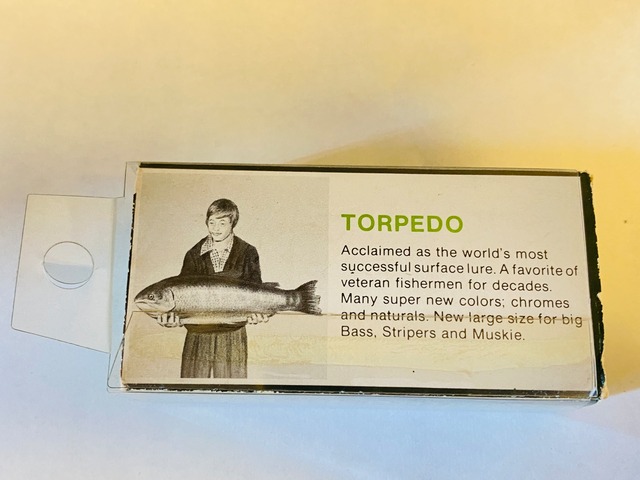 TORPEDO
Acclaimed as the world's most
successful surface lure. A favorite of
veteran fishermen for decades.
Many super new colors; chromes
and naturals. New large size for big
Bass, Stripers and Muskie.